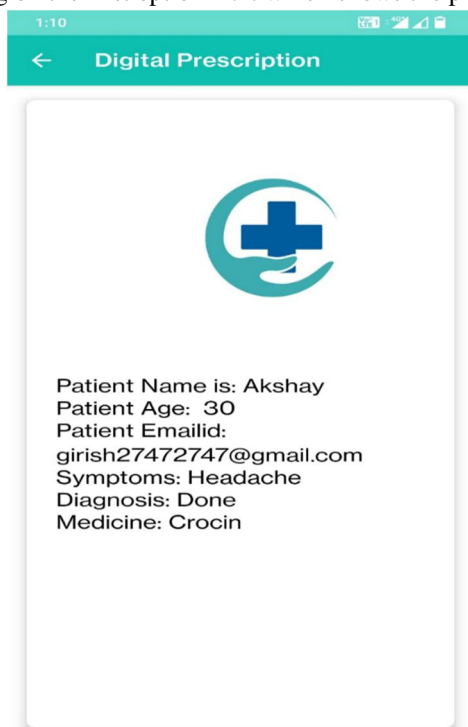 1:10
Digital Prescription
Patient Name is: Akshay
Patient Age: 30
Patient Emailid:
girish27472747@gmail.com
Symptoms: Headache
Diagnosis: Done
Medicine: Crocin